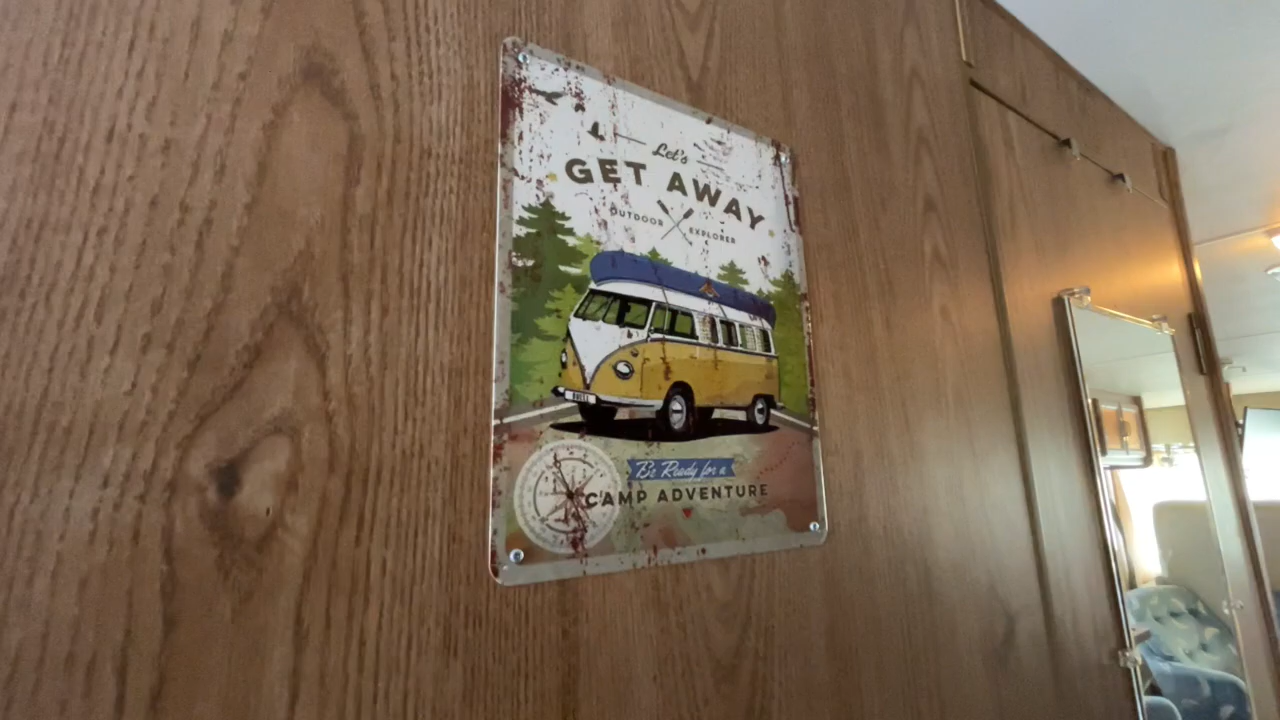 Let's
GET AWAY
OUTDOOR EXPLORER
Be Ready for a
CAMP ADVENTURE